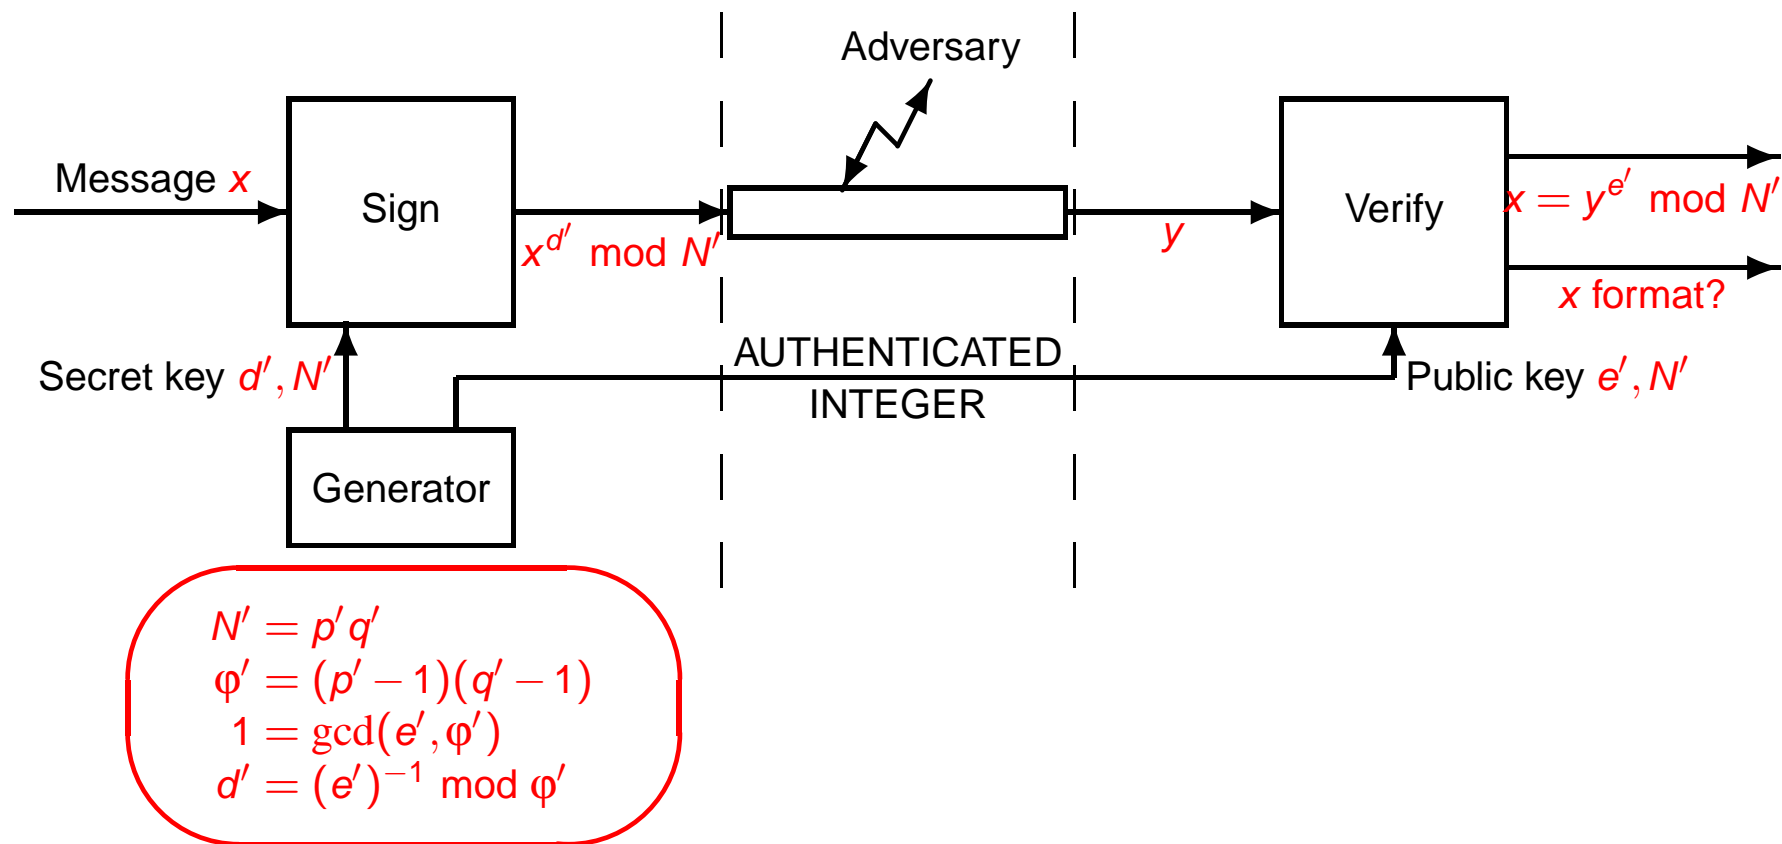 Adversary
Message x
Sign
x^{d′} mod N′
y
Verify
x = y^{e′} mod N′
x format?
AUTHENTICATED
INTEGER
Secret key d′, N′
Public key e′, N′
Generator
N′ = p′q′
φ′ = (p′ − 1)(q′ − 1)
1 = gcd(e′, φ′)
d′ = (e′)^{−1} mod φ′